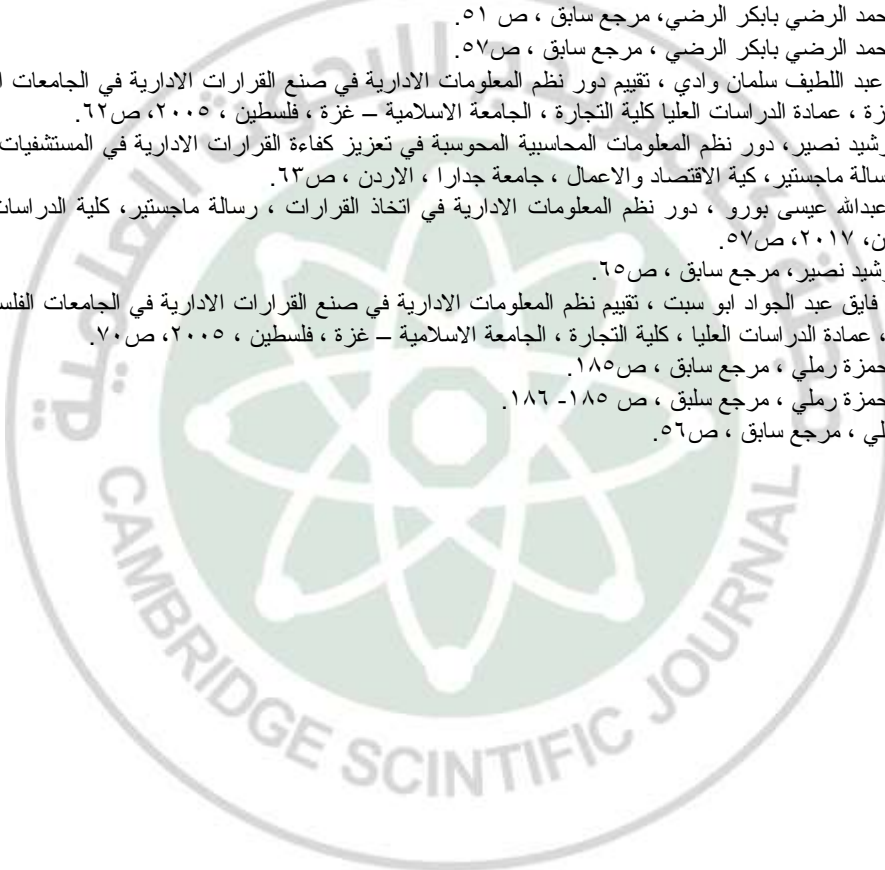 حمد الرضي بابكر الرضي، مرجع سابق ، ص ٥١.
حمد الرضي بابكر الرضي ، مرجع سابق ، ص٥٧.
عبد اللطيف سلمان وادي ، تقييم دور نظم المعلومات الادارية في صنع القرارات الادارية في الجامعات
زة ، عمادة الدراسات العليا كلية التجارة ، الجامعة الاسلامية – غزة ، فلسطين ، ٢٠٠٥، ص٦٢.
رشيد نصير، دور نظم المعلومات المحاسبية المحوسبة في تعزيز كفاءة القرارات الادارية في المستشفيات
سالة ماجستير، كية الاقتصاد والاعمال ، جامعة جدارا ، الاردن ، ص٦٣.
عبدالله عيسى بورو ، دور نظم المعلومات الادارية في اتخاذ القرارات ، رسالة ماجستير، كلية الدراسات
ن، ٢٠١٧، ص٥٧.
رشيد نصير، مرجع سابق ، ص٦٥.
فايق عبد الجواد ابو سبت ، تقييم نظم المعلومات الادارية في صنع القرارات الادارية في الجامعات الفلس
، عمادة الدراسات العليا ، كلية التجارة ، الجامعة الاسلامية – غزة ، فلسطين ، ٢٠٠٥، ص٧٠.
حمزة رملي ، مرجع سابق ، ص١٨٥.
حمزة رملي ، مرجع سلبق ، ص ١٨٥- ١٨٦.
لي ، مرجع سابق ، ص٥٦.
مجلة كامبريدج للبحوث العلمية
CAMBRIDGE SCINTIFIC JOURNAL